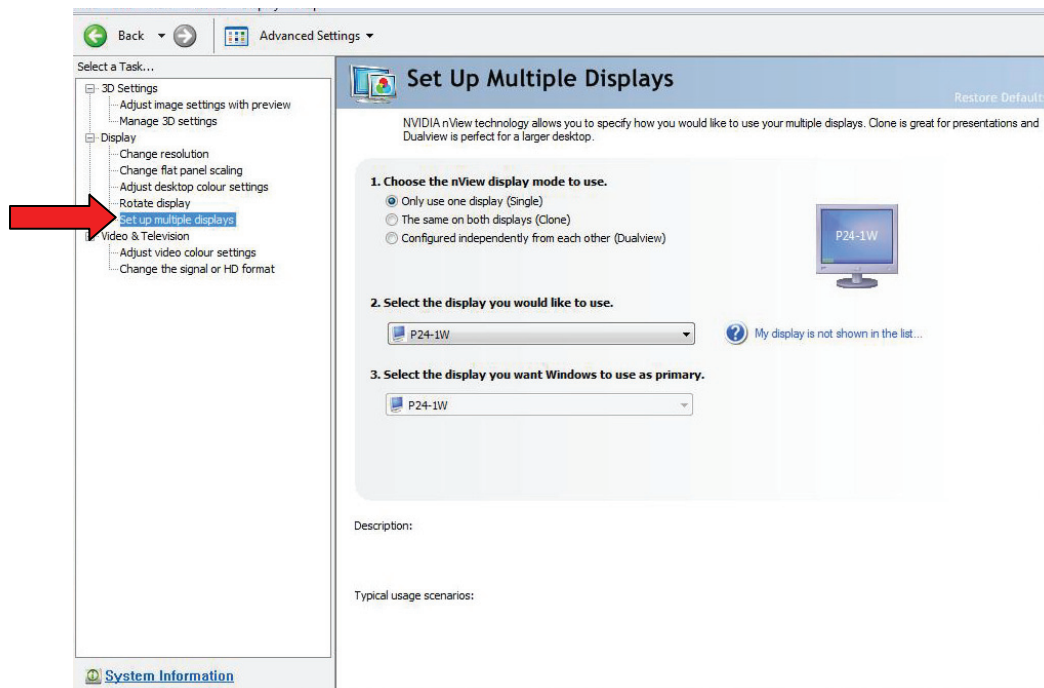 Back
Advanced Settings
Select a Task...
3D Settings
Adjust image settings with preview
Manage 3D settings
Display
Change resolution
Change flat panel scaling
Adjust desktop colour settings
Rotate display
Set up multiple displays
Video & Television
Adjust video colour settings
Change the signal or HD format
System Information
Set Up Multiple Displays
Restore Default
NVIDIA nView technology allows you to specify how you would like to use your multiple displays. Clone is great for presentations and
Dualview is perfect for a larger desktop.
1. Choose the nView display mode to use.
Only use one display (Single)
The same on both displays (Clone)
Configured independently from each other (Dualview)
P24-1W
2. Select the display you would like to use.
P24-1W
My display is not shown in the list...
3. Select the display you want Windows to use as primary.
P24-1W
Description:
Typical usage scenarios: